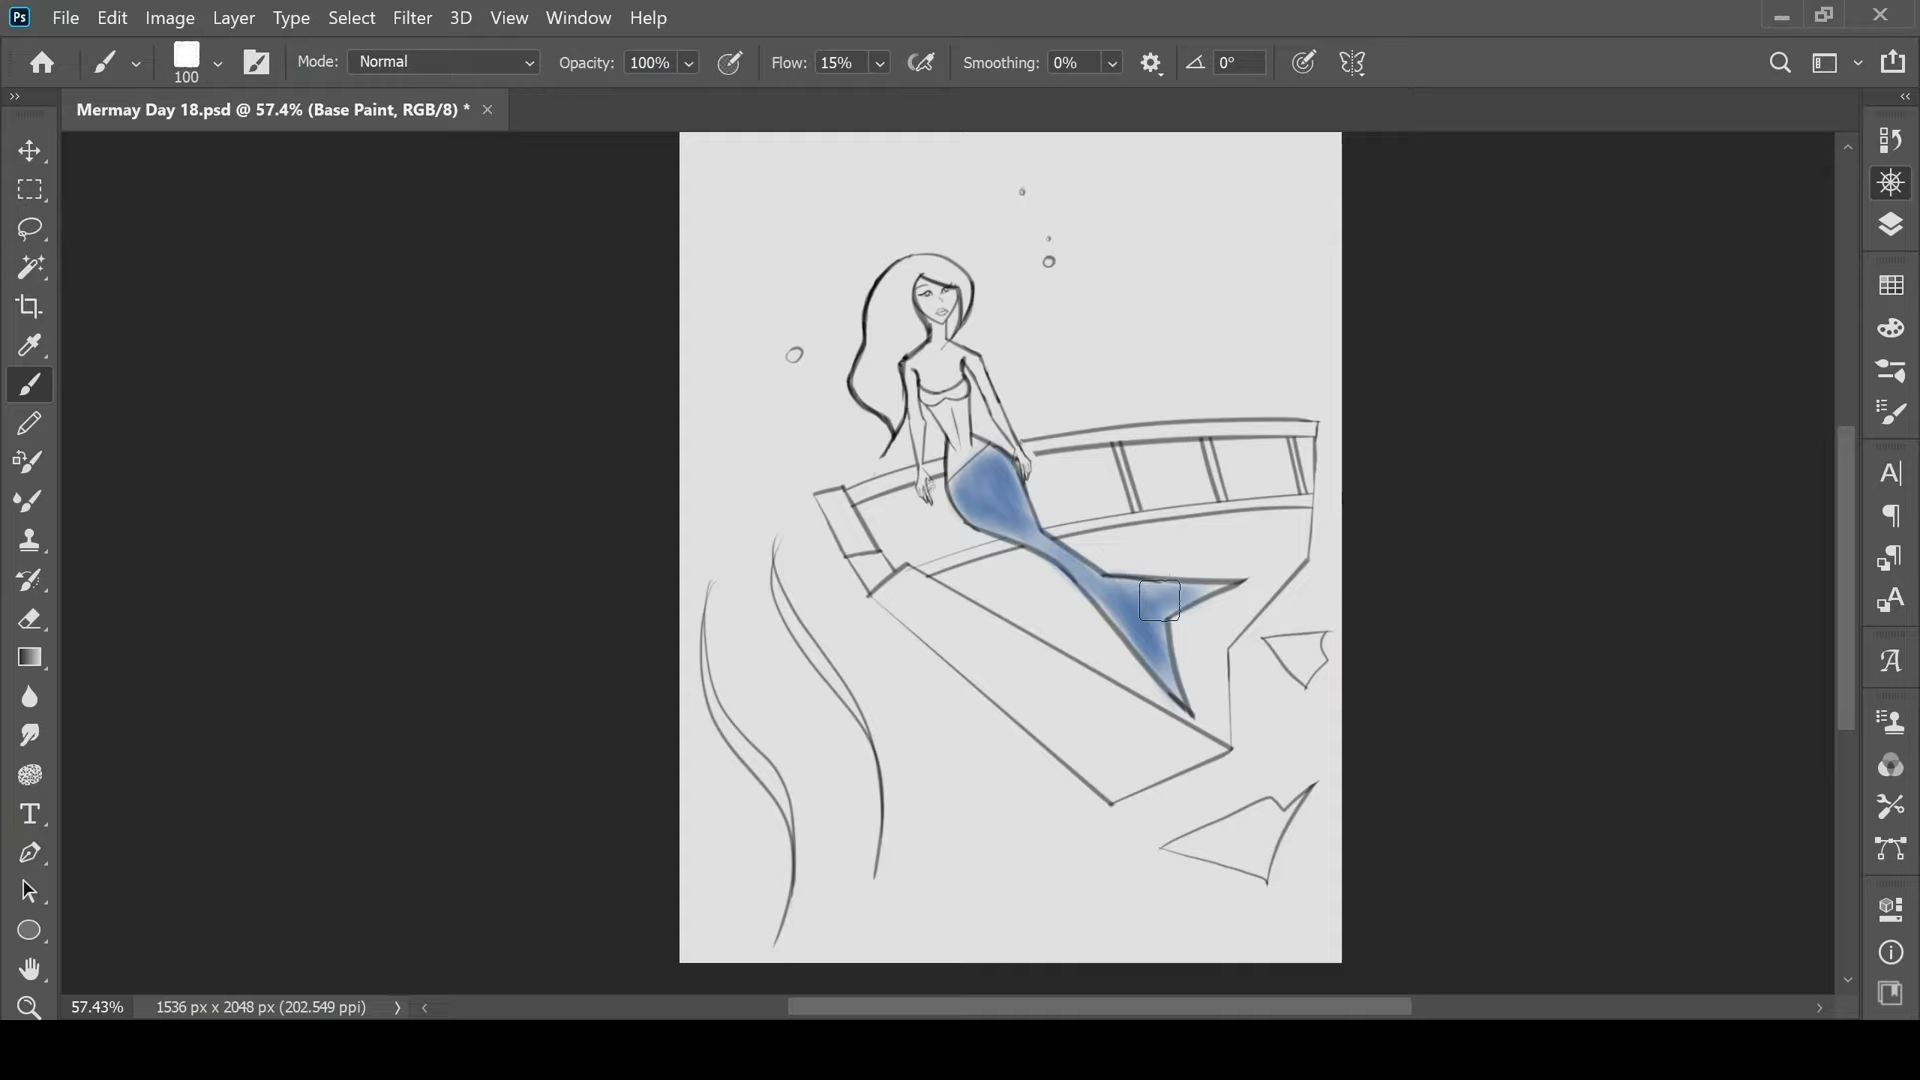 Ps File Edit Image Layer Type Select Filter 3D View Window Help
100 Mode: Normal Opacity: 100% Flow: 15% Smoothing: 0% 0°
Mermay Day 18.psd @ 57.4% (Base Paint, RGB/8) *
57.43% 1536 px x 2048 px (202.549 ppi)